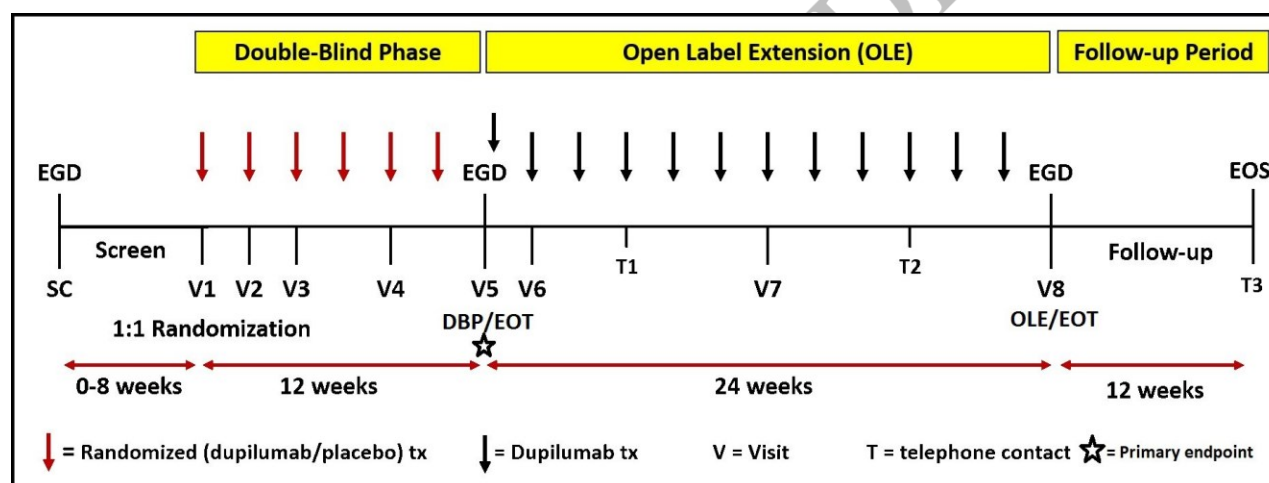 Double-Blind Phase Open Label Extension (OLE) Follow-up Period
EGD EGD EGD EOS
Screen T1 T2 Follow-up
SC V1 V2 V3 V4 V5 V6 V7 V8 T3
1:1 Randomization DBP/EOT OLE/EOT
0-8 weeks 12 weeks 24 weeks 12 weeks
= Randomized (dupilumab/placebo) tx = Dupilumab tx V = Visit T = telephone contact = Primary endpoint